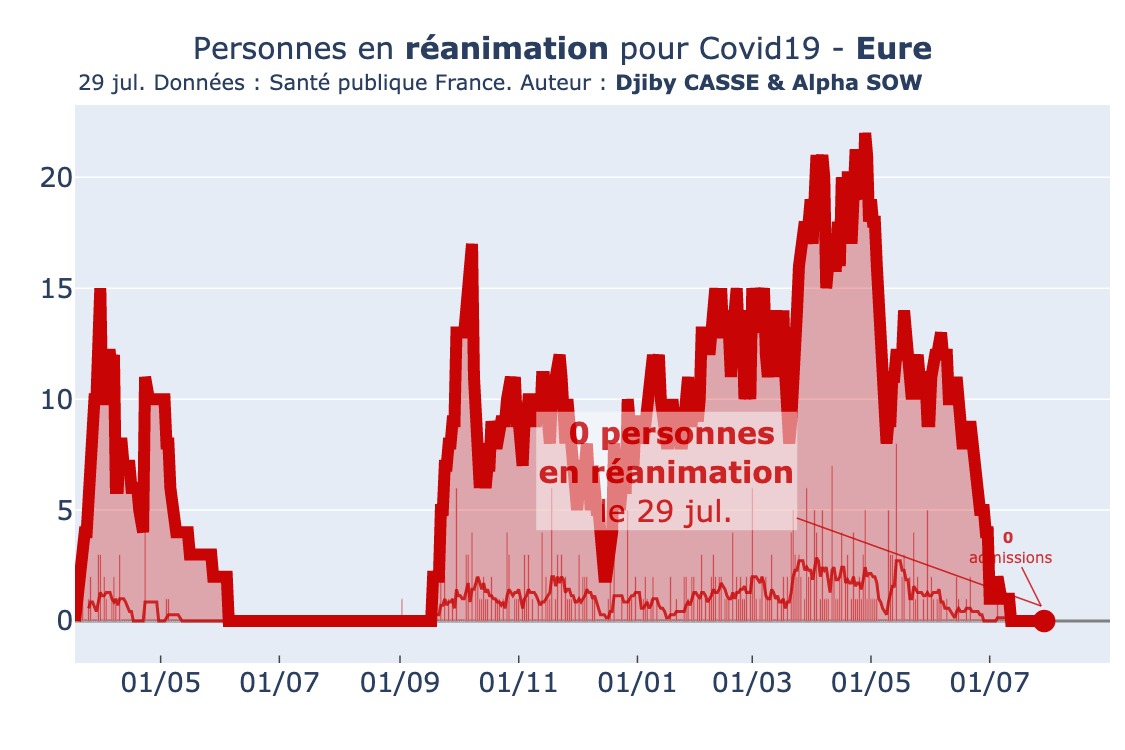 Personnes en réanimation pour Covid19 - Eure
29 jul. Données : Santé publique France. Auteur : Djiby CASSE & Alpha SOW
20
15
10
5
0
0 personnes
en réanimation
le 29 jul.
0
admissions
01/05
01/07
01/09
01/11
01/01
01/03
01/05
01/07